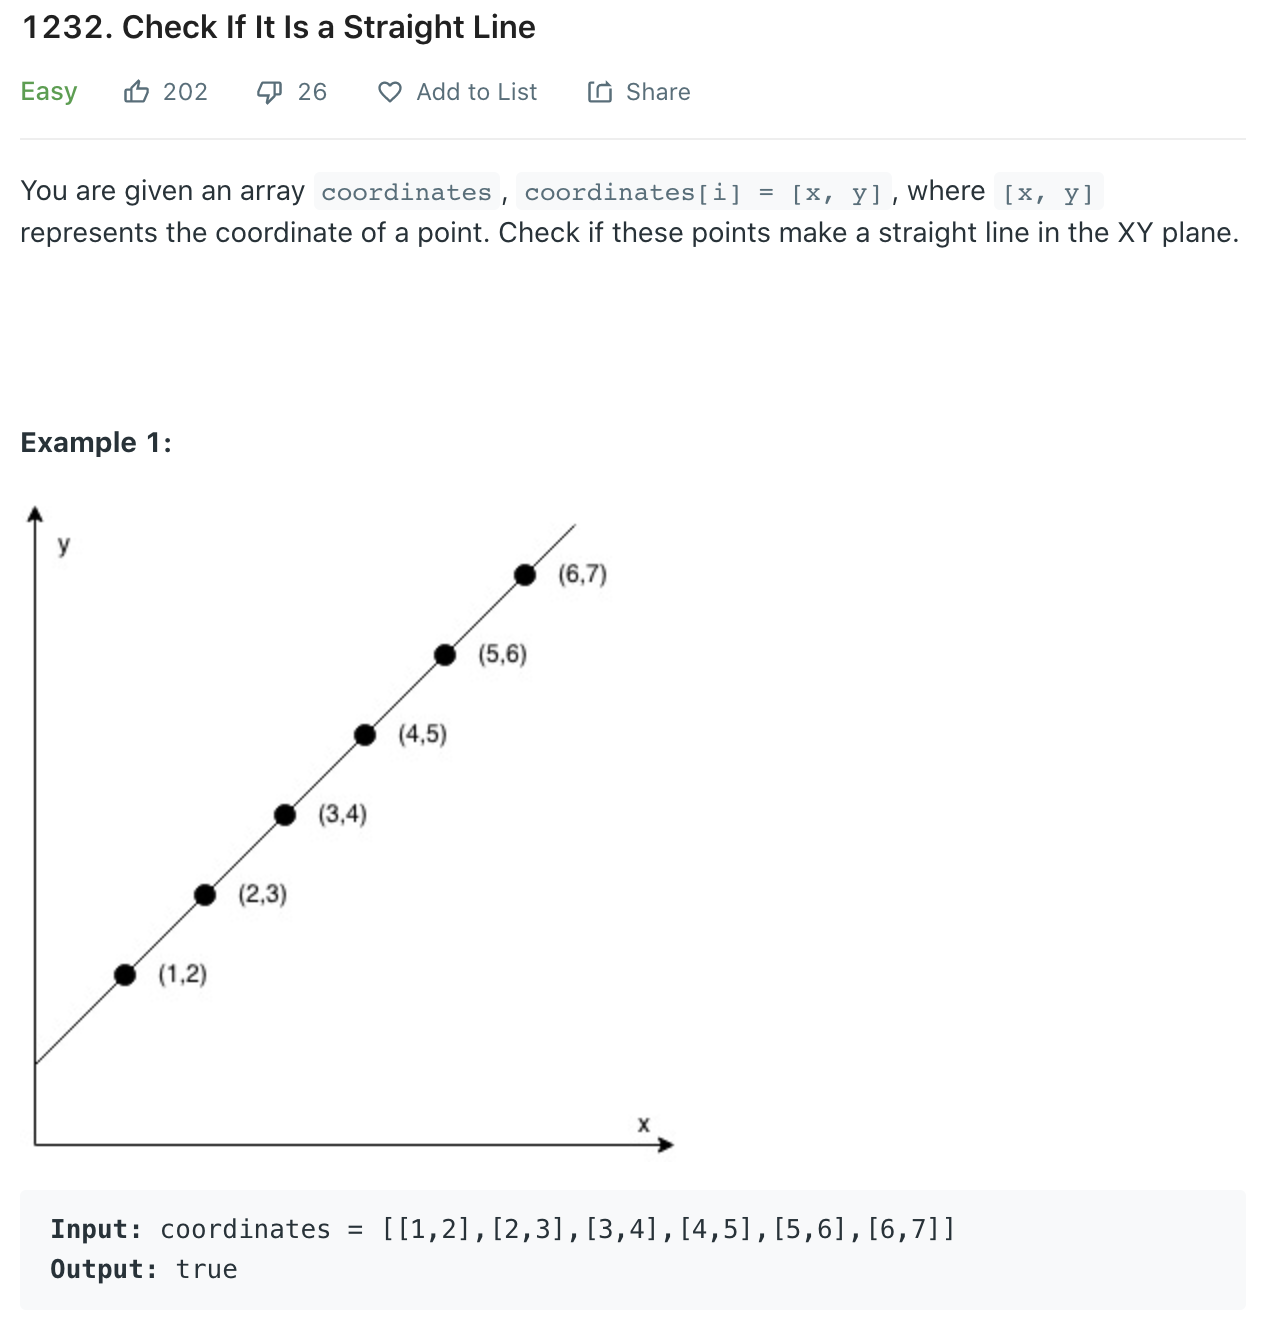 1232. Check If It Is a Straight Line
Easy 202 26 Add to List Share
You are given an array coordinates, coordinates[i] = [x, y], where [x, y]
represents the coordinate of a point. Check if these points make a straight line in the XY plane.
Example 1:
y
(6,7)
(5,6)
(4,5)
(3,4)
(2,3)
(1,2)
x
Input: coordinates = [[1,2],[2,3],[3,4],[4,5],[5,6],[6,7]]
Output: true